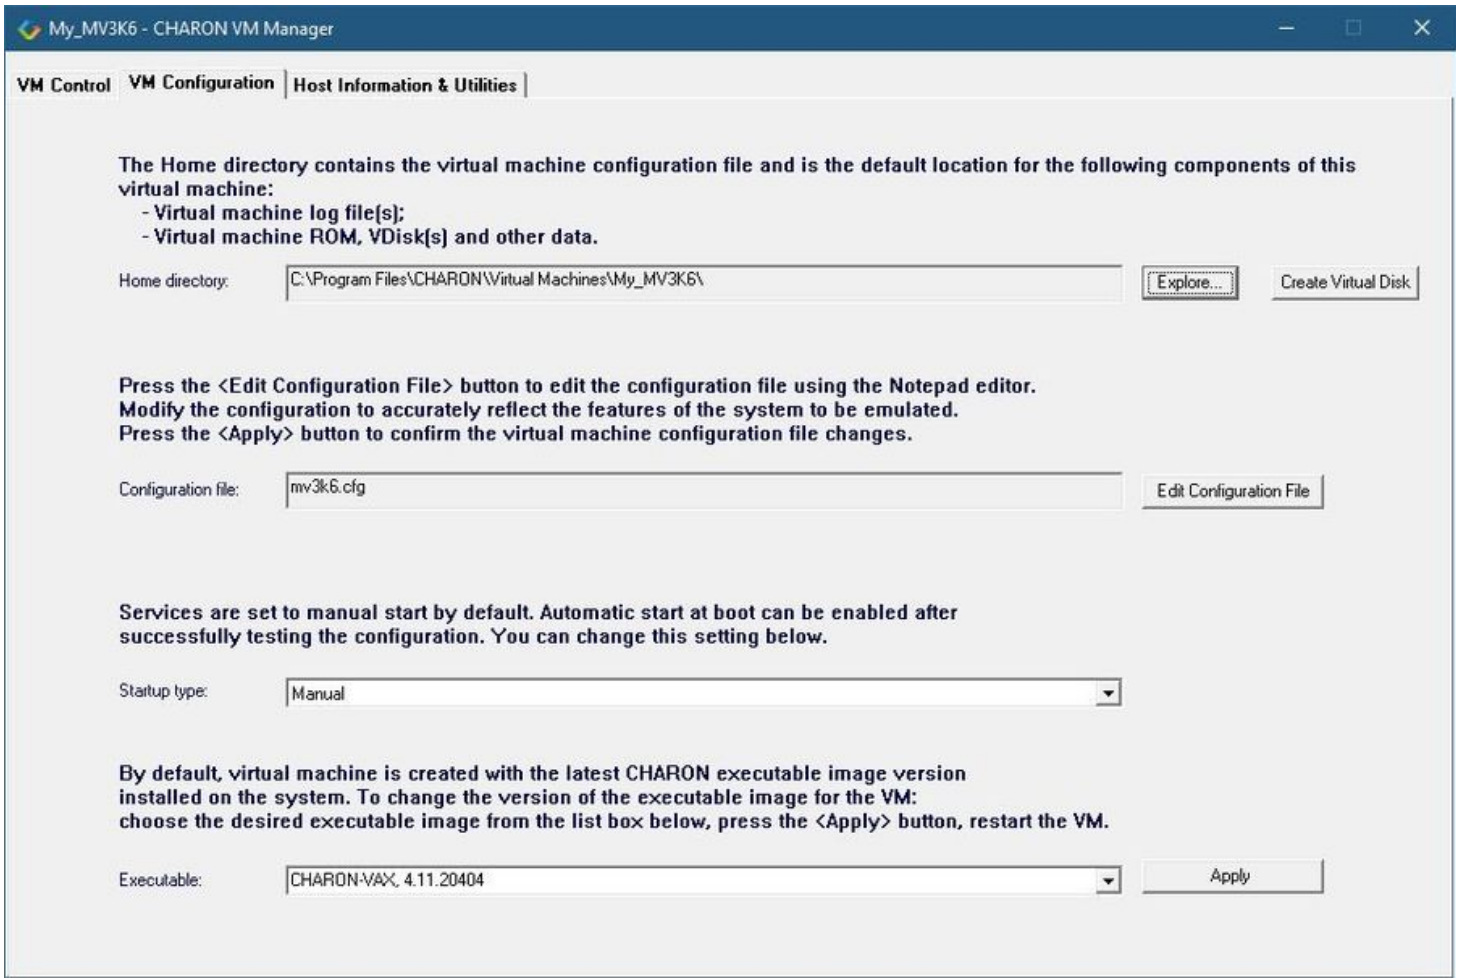 My_MV3K6 - CHARON VM Manager
VM Control VM Configuration Host Information & Utilities
The Home directory contains the virtual machine configuration file and is the default location for the following components of this
virtual machine:
- Virtual machine log file(s);
- Virtual machine ROM, VDisk(s) and other data.
Home directory: C:\Program Files\CHARON\Virtual Machines\My_MV3K6\ Explore... Create Virtual Disk
Press the <Edit Configuration File> button to edit the configuration file using the Notepad editor.
Modify the configuration to accurately reflect the features of the system to be emulated.
Press the <Apply> button to confirm the virtual machine configuration file changes.
Configuration file: mv3k6.cfg Edit Configuration File
Services are set to manual start by default. Automatic start at boot can be enabled after
successfully testing the configuration. You can change this setting below.
Startup type: Manual
By default, virtual machine is created with the latest CHARON executable image version
installed on the system. To change the version of the executable image for the VM:
choose the desired executable image from the list box below, press the <Apply> button, restart the VM.
Executable: CHARON-VAX, 4.11.20404 Apply